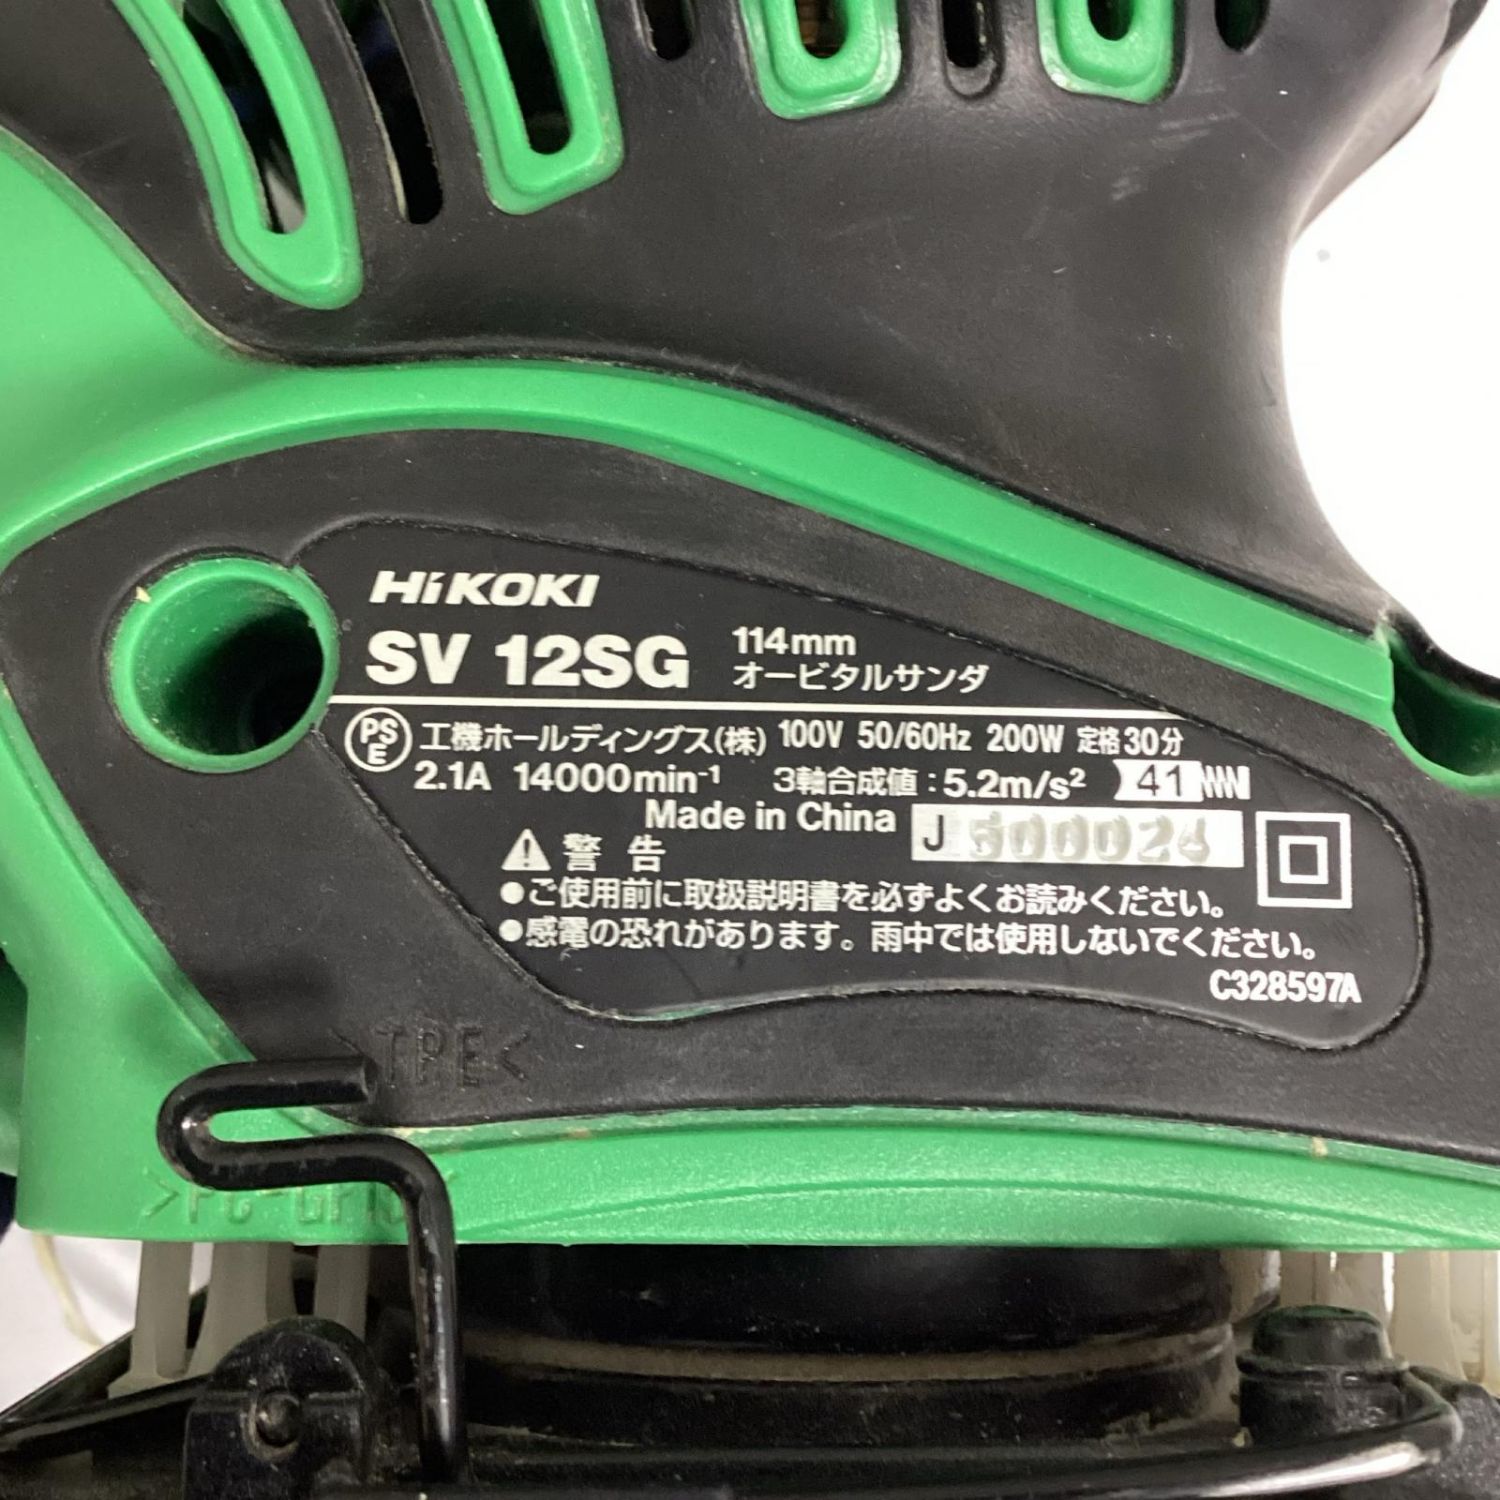 HiKOKI
SV 12SG 114mm
オービタルサンダ
PSE 工機ホールディングス(株) 100V 50/60Hz 200W 定格30分
2.1A 14000min⁻¹ 3軸合成値:5.2m/s² 41
Made in China J500024
警告
●ご使用前に取扱説明書を必ずよくお読みください。
●感電の恐れがあります。雨中では使用しないでください。
C328597A
>TPE<